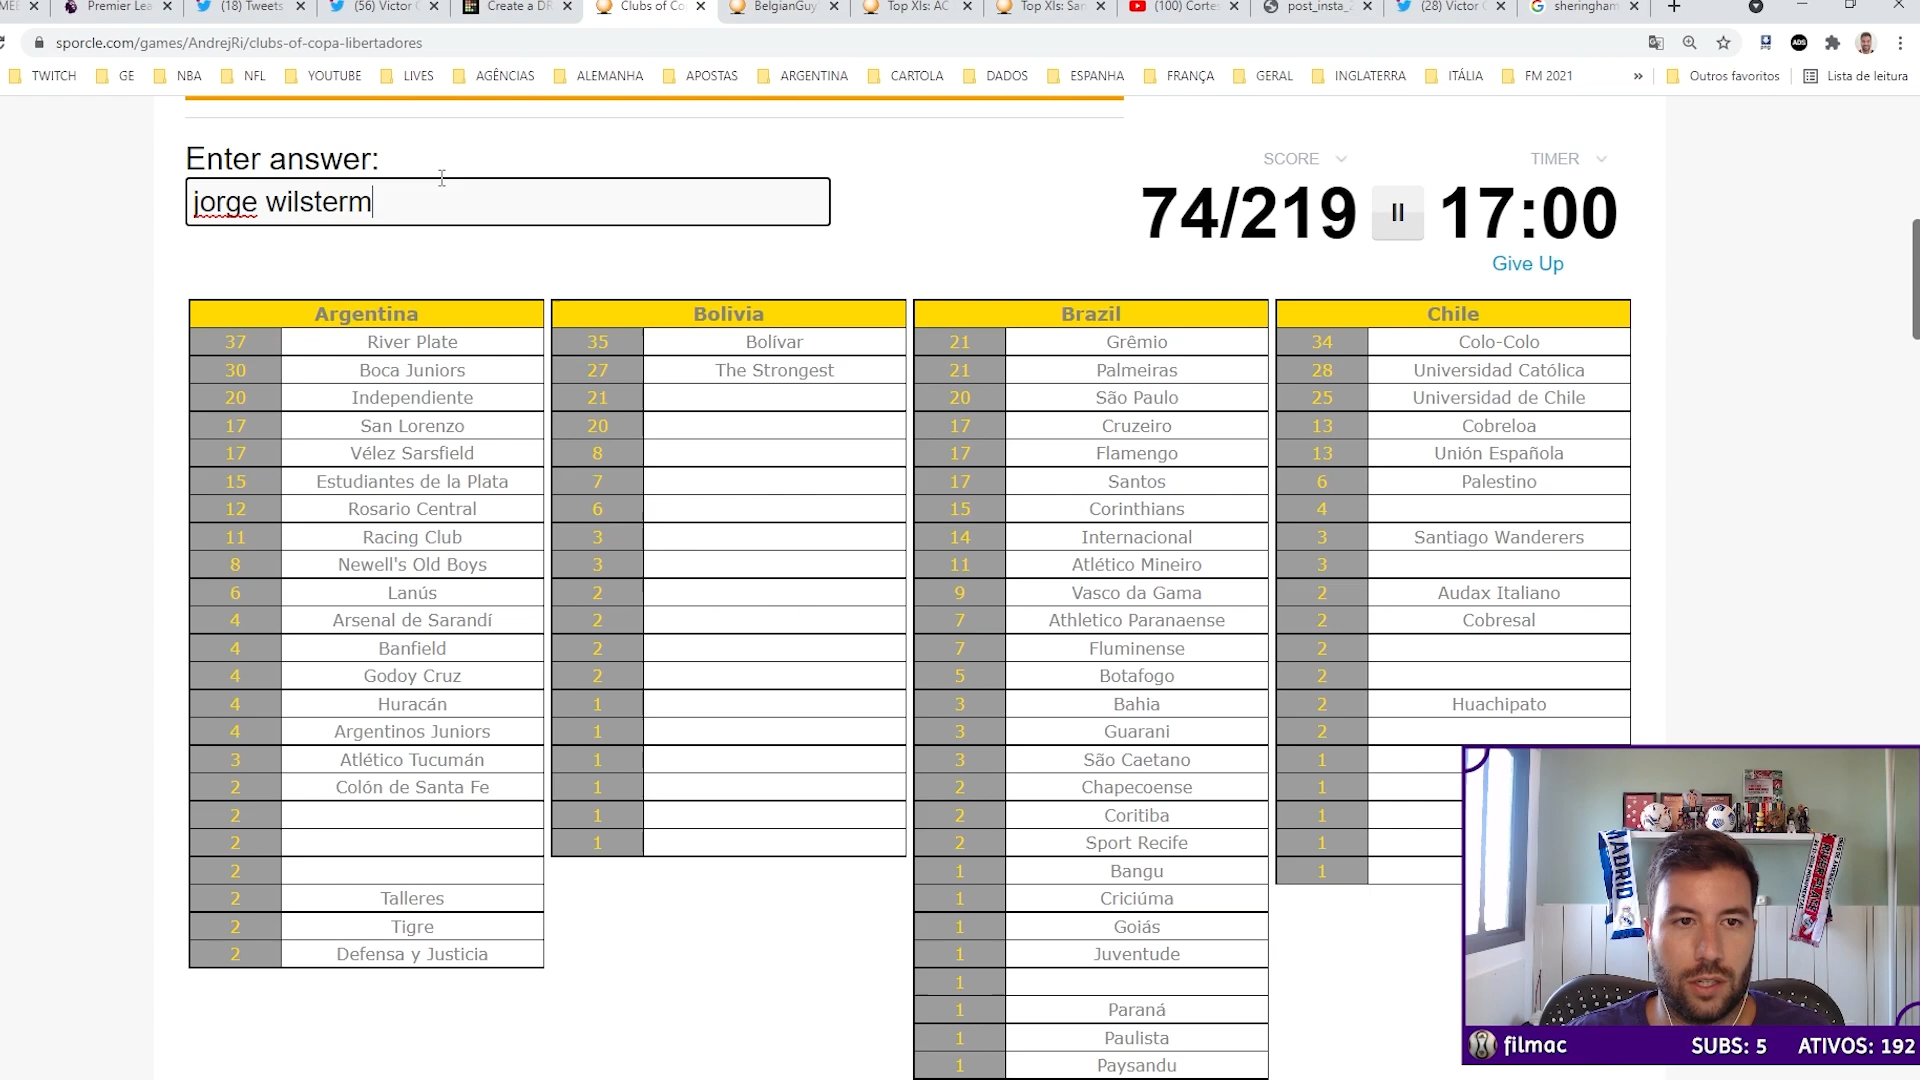 Premier Lea
(18) Tweets
(56) Victor C
Create a DR
Clubs of Co
BelgianGuy
Top XIs: AC
Top XIs: San
(100) Cortes
post_insta_2
(28) Victor C
sheringham
sporcle.com/games/AndrejRi/clubs-of-copa-libertadores
TWITCH GE NBA NFL YOUTUBE LIVES AGÊNCIAS ALEMANHA APOSTAS ARGENTINA CARTOLA DADOS ESPANHA FRANÇA GERAL INGLATERRA ITÁLIA FM 2021 » Outros favoritos Lista de leitura
Enter answer:
jorge wilsterm
SCORE
TIMER
74/219
17:00
Give Up
Argentina
37 River Plate
30 Boca Juniors
20 Independiente
17 San Lorenzo
17 Vélez Sarsfield
15 Estudiantes de la Plata
12 Rosario Central
11 Racing Club
8 Newell's Old Boys
6 Lanús
4 Arsenal de Sarandí
4 Banfield
4 Godoy Cruz
4 Huracán
4 Argentinos Juniors
3 Atlético Tucumán
2 Colón de Santa Fe
2
2
2
2 Talleres
2 Tigre
2 Defensa y Justicia
Bolivia
35 Bolívar
27 The Strongest
21
20
8
7
6
3
3
2
2
2
2
1
1
1
1
1
1
Brazil
21 Grêmio
21 Palmeiras
20 São Paulo
17 Cruzeiro
17 Flamengo
17 Santos
15 Corinthians
14 Internacional
11 Atlético Mineiro
9 Vasco da Gama
7 Athletico Paranaense
7 Fluminense
5 Botafogo
3 Bahia
3 Guarani
3 São Caetano
2 Chapecoense
2 Coritiba
2 Sport Recife
1 Bangu
1 Criciúma
1 Goiás
1 Juventude
1
1 Paraná
1 Paulista
1 Paysandu
Chile
34 Colo-Colo
28 Universidad Católica
25 Universidad de Chile
13 Cobreloa
13 Unión Española
6 Palestino
4
3 Santiago Wanderers
3
2 Audax Italiano
2 Cobresal
2
2
2 Huachipato
2
1
1
1
1
1
filmac
SUBS: 5
ATIVOS: 192